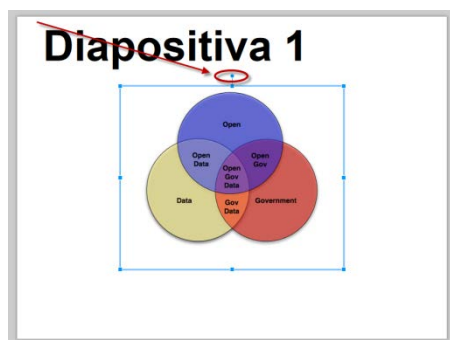 Diapositiva 1
Open
Open
Data
Open
Gov
Open
Gov
Data
Data
Government
Gov
Data